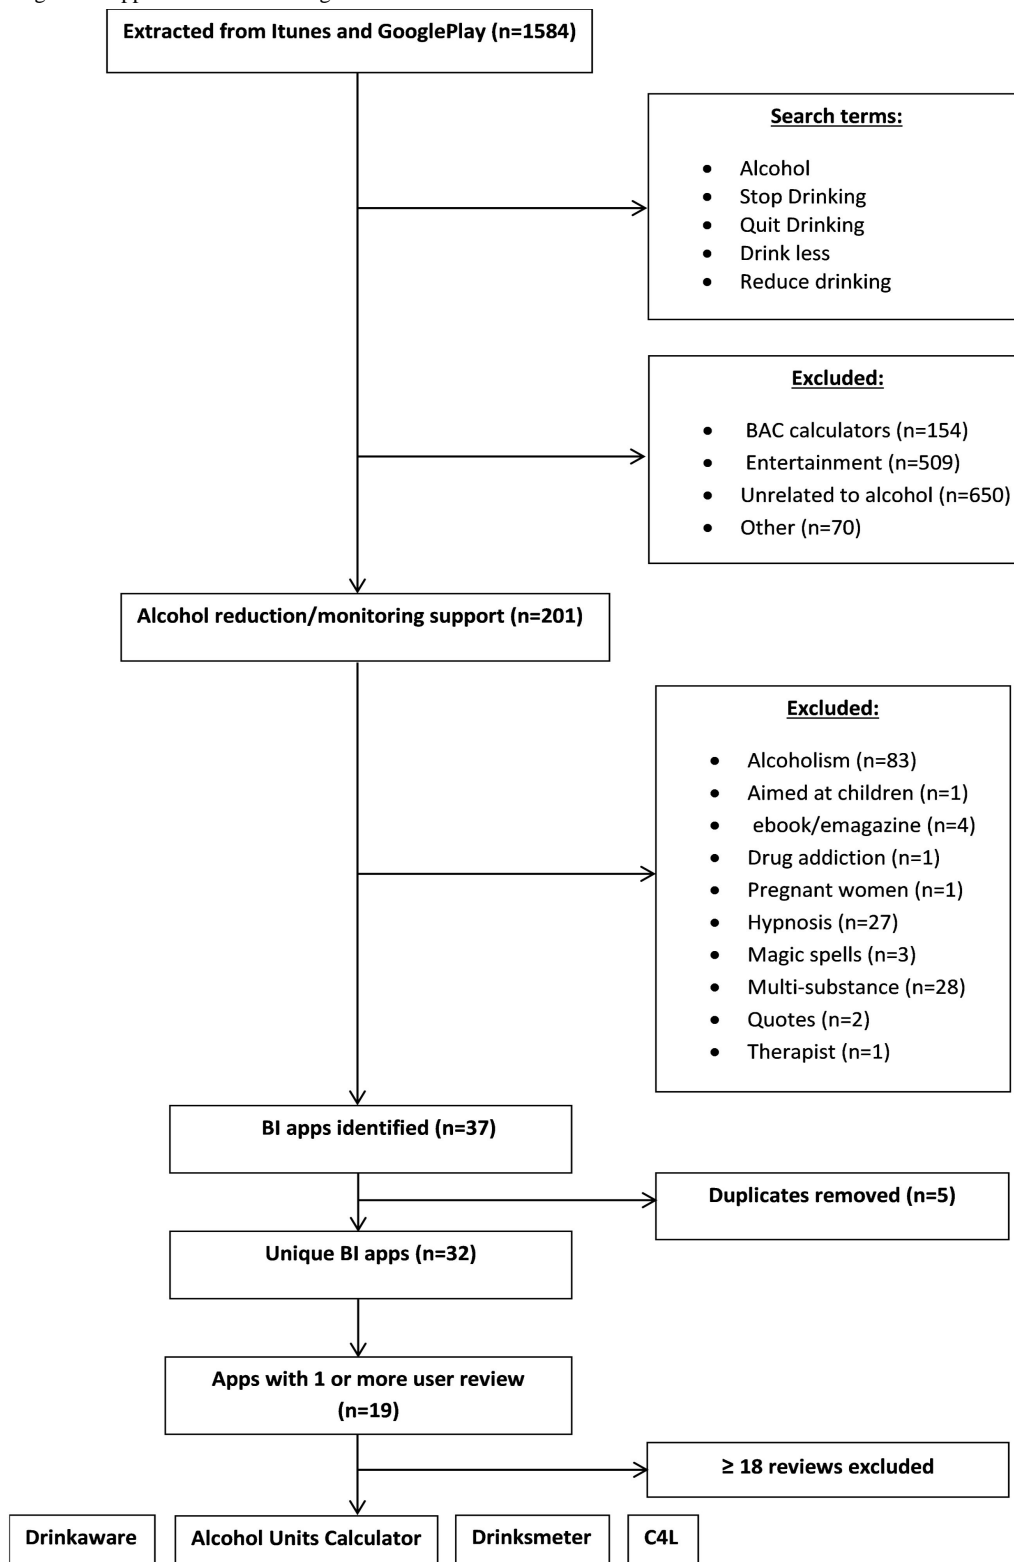 Extracted from Itunes and GooglePlay (n=1584)
Search terms:
• Alcohol
• Stop Drinking
• Quit Drinking
• Drink less
• Reduce drinking
Excluded:
• BAC calculators (n=154)
• Entertainment (n=509)
• Unrelated to alcohol (n=650)
• Other (n=70)
Alcohol reduction/monitoring support (n=201)
Excluded:
• Alcoholism (n=83)
• Aimed at children (n=1)
• ebook/emagazine (n=4)
• Drug addiction (n=1)
• Pregnant women (n=1)
• Hypnosis (n=27)
• Magic spells (n=3)
• Multi-substance (n=28)
• Quotes (n=2)
• Therapist (n=1)
BI apps identified (n=37)
Duplicates removed (n=5)
Unique BI apps (n=32)
Apps with 1 or more user review
(n=19)
≥ 18 reviews excluded
Drinkaware
Alcohol Units Calculator
Drinksmeter
C4L